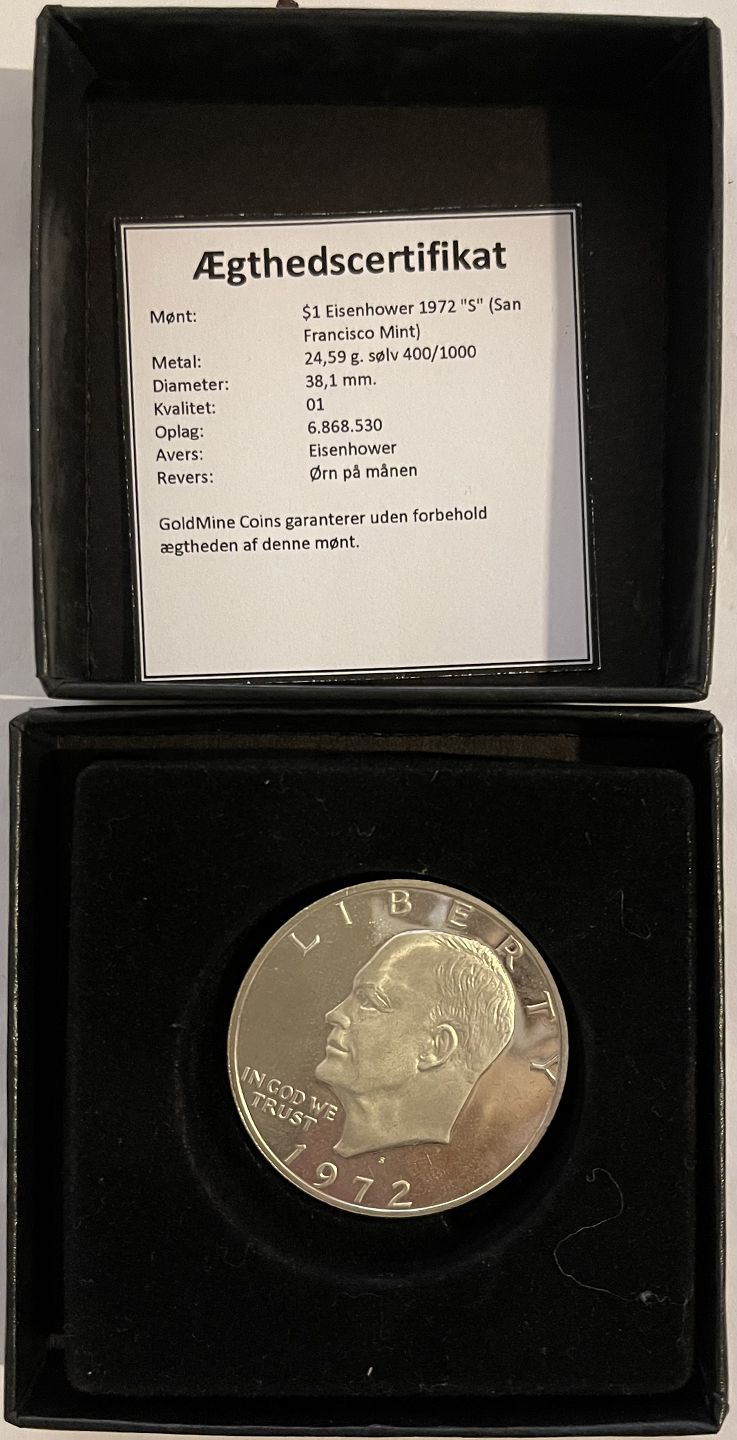 Ægthedscertifikat
Mønt: $1 Eisenhower 1972 "S" (San
Francisco Mint)
Metal: 24,59 g. sølv 400/1000
Diameter: 38,1 mm.
Kvalitet: 01
Oplag: 6.868.530
Avers: Eisenhower
Revers: Ørn på månen
GoldMine Coins garanterer uden forbehold
ægtheden af denne mønt.
LIBERTY
IN GOD WE
TRUST
S
1972